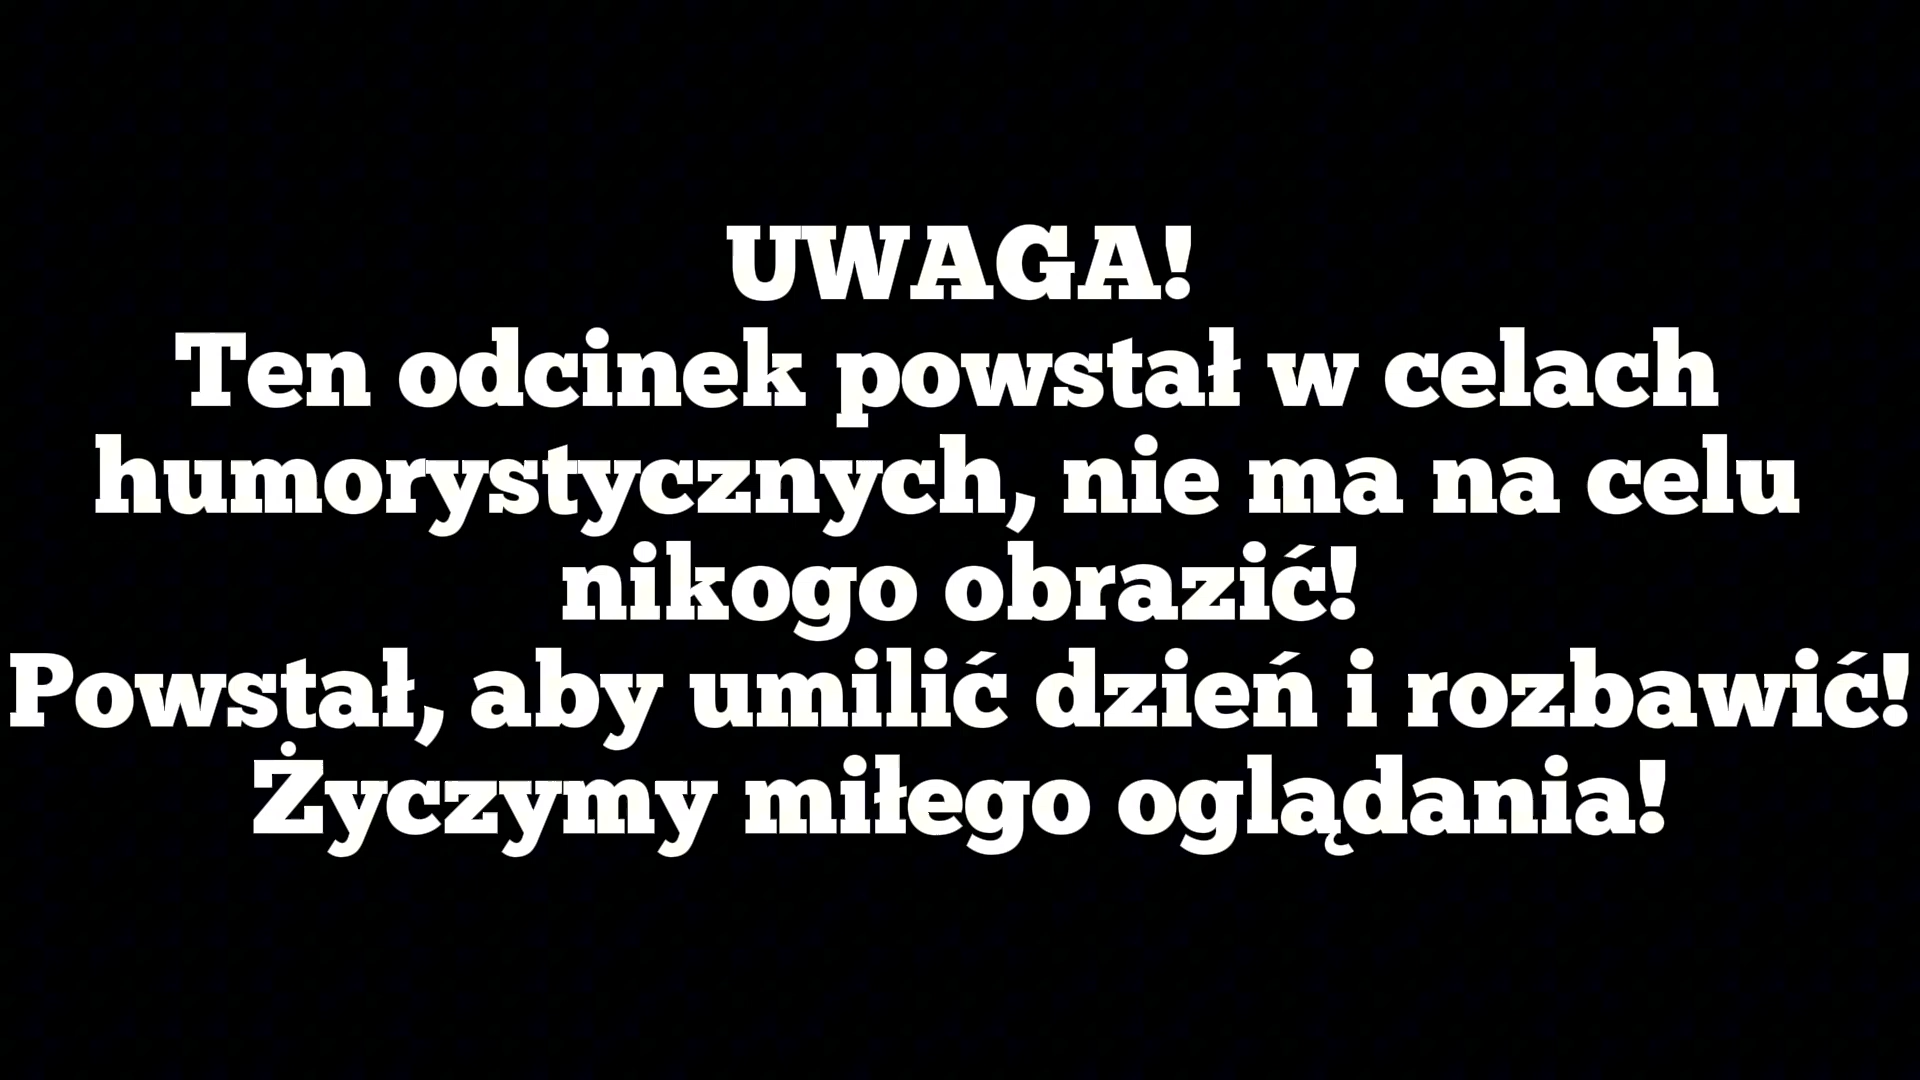 UWAGA!
Ten odcinek powstał w celach
humorystycznych, nie ma na celu
nikogo obrazić!
Powstał, aby umilić dzień i rozbawić!
Życzymy miłego oglądania!